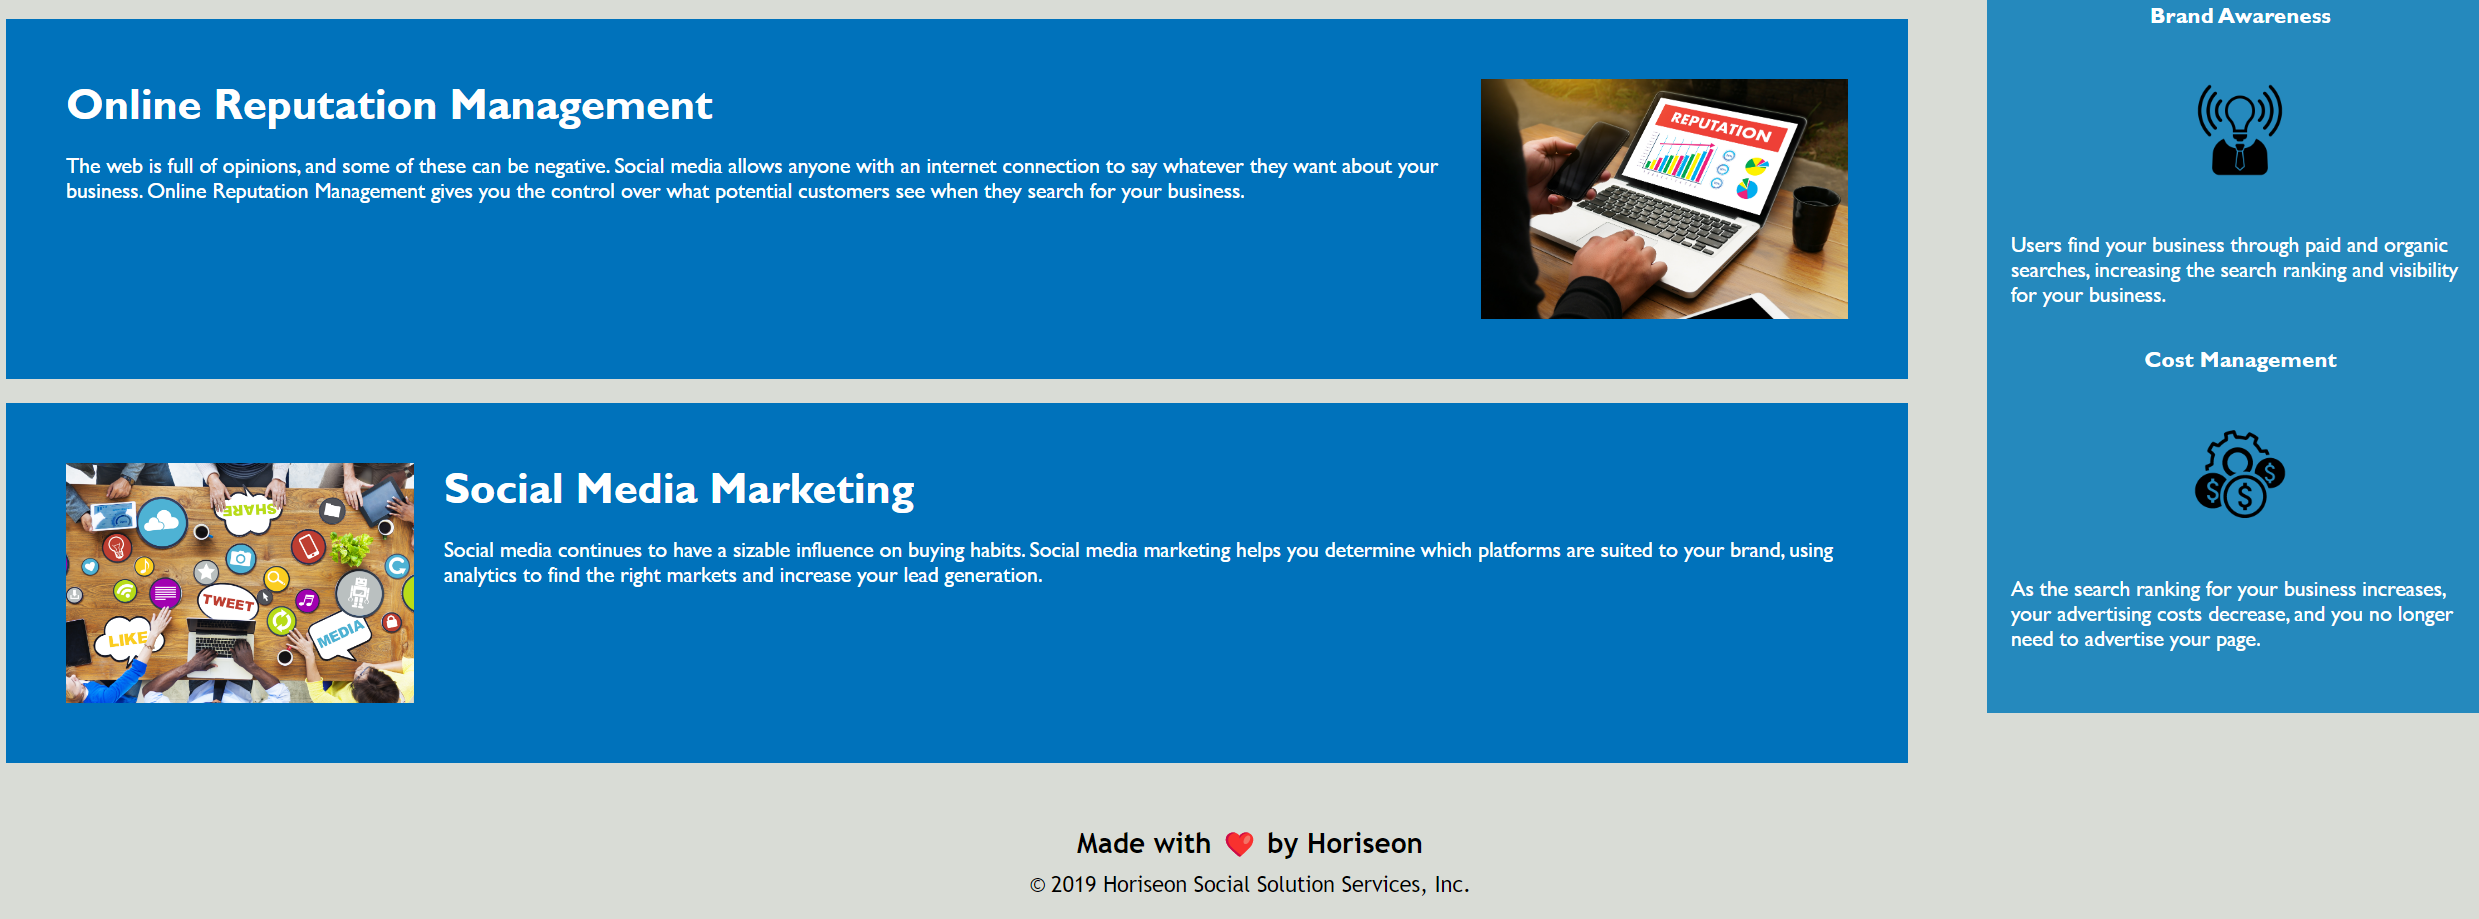 Online Reputation Management
The web is full of opinions, and some of these can be negative. Social media allows anyone with an internet connection to say whatever they want about your
business. Online Reputation Management gives you the control over what potential customers see when they search for your business.
REPUTATION
Social Media Marketing
Social media continues to have a sizable influence on buying habits. Social media marketing helps you determine which platforms are suited to your brand, using
analytics to find the right markets and increase your lead generation.
SHARE
TWEET
LIKE
MEDIA
Brand Awareness
Users find your business through paid and organic
searches, increasing the search ranking and visibility
for your business.
Cost Management
$ $ $
As the search ranking for your business increases,
your advertising costs decrease, and you no longer
need to advertise your page.
Made with ❤️ by Horiseon
© 2019 Horiseon Social Solution Services, Inc.